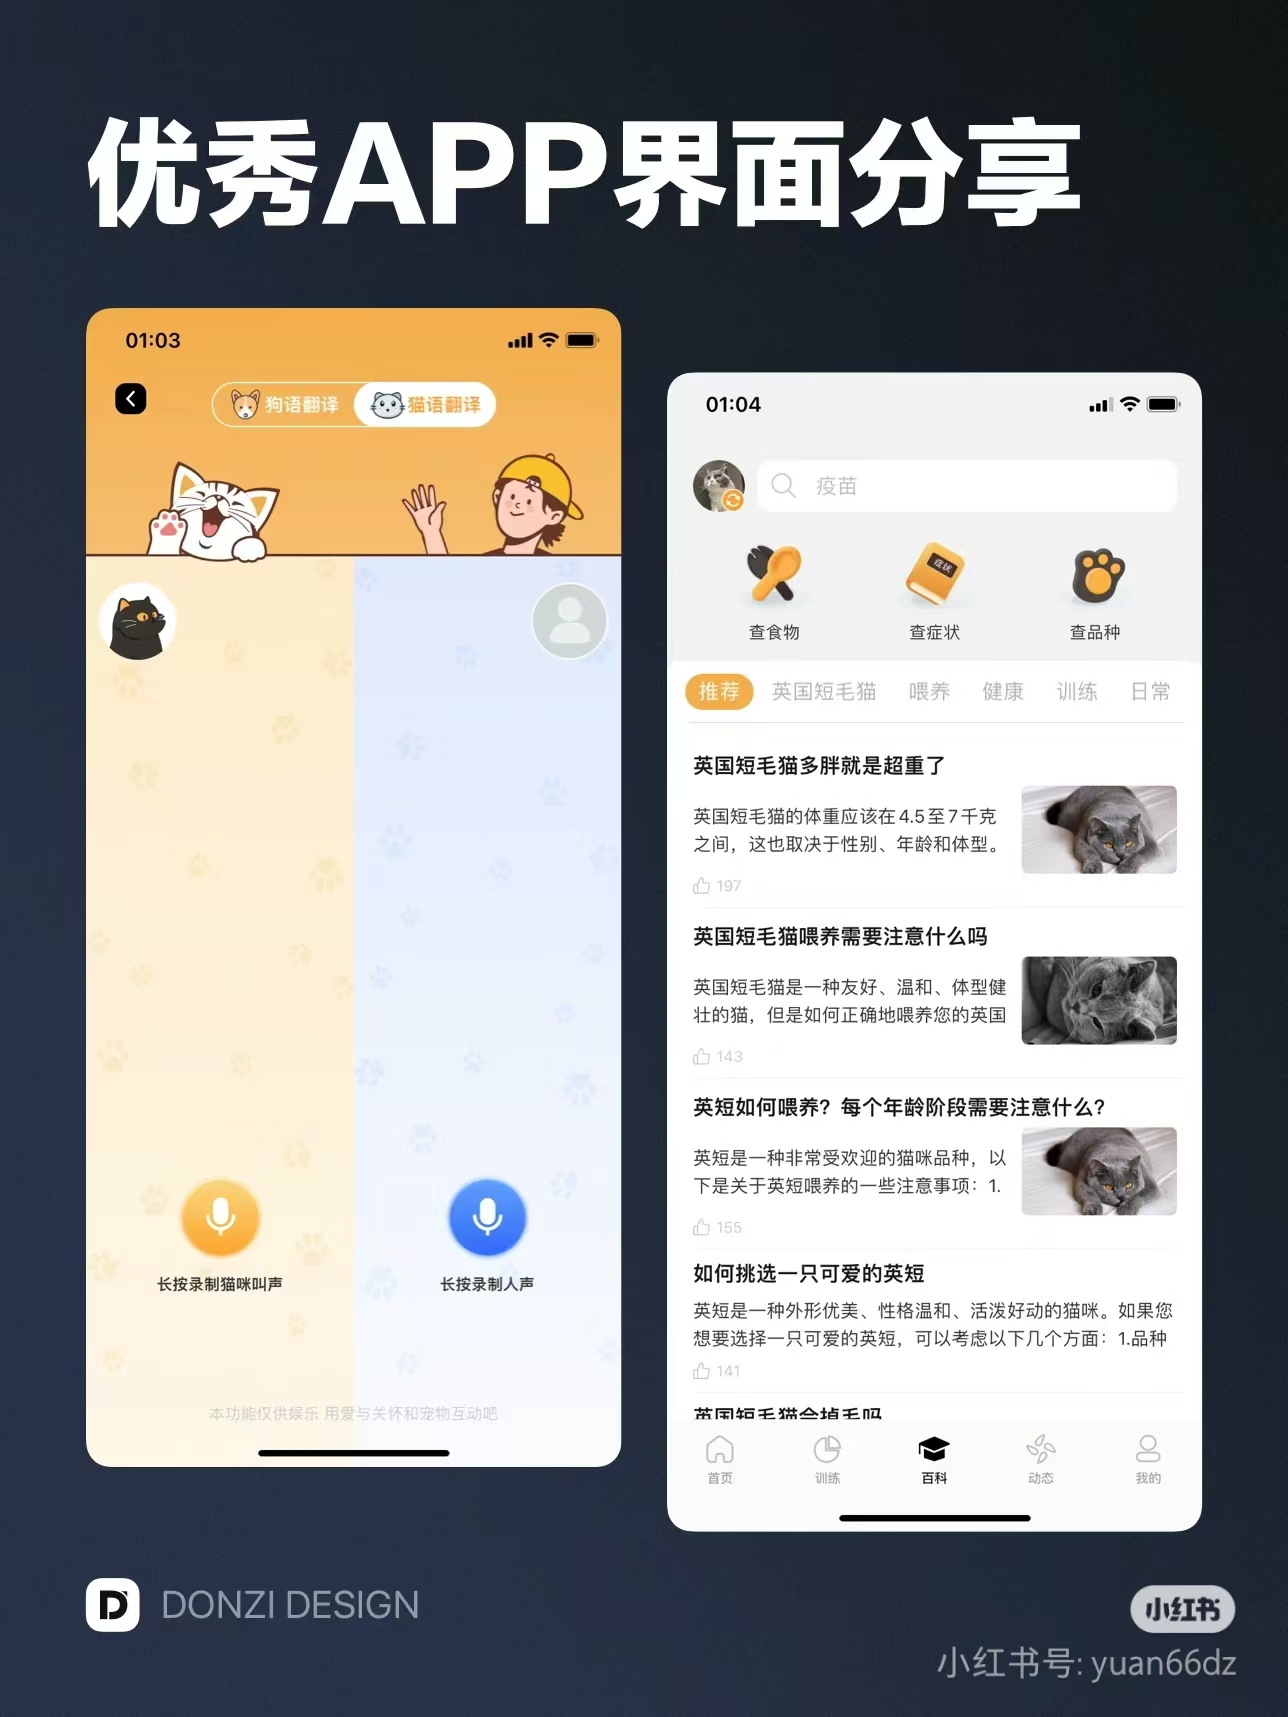 优秀APP界面分享
01:03
狗语翻译
猫语翻译
长按录制猫咪叫声
长按录制人声
本功能仅供娱乐 用爱与关怀和宠物互动吧
01:04
疫苗
症状
查食物
查症状
查品种
推荐 英国短毛猫 喂养 健康 训练 日常
英国短毛猫多胖就是超重了
英国短毛猫的体重应该在4.5至7千克
之间，这也取决于性别、年龄和体型。
197
英国短毛猫喂养需要注意什么吗
英国短毛猫是一种友好、温和、体型健
壮的猫，但是如何正确地喂养您的英国
143
英短如何喂养？每个年龄阶段需要注意什么？
英短是一种非常受欢迎的猫咪品种，以
下是关于英短喂养的一些注意事项：1.
155
如何挑选一只可爱的英短
英短是一种外形优美、性格温和、活泼好动的猫咪。如果您
想要选择一只可爱的英短，可以考虑以下几个方面：1.品种
141
英国短毛猫会掉毛吗
首页 训练 百科 动态 我的
D DONZI DESIGN
小红书
小红书号: yuan66dz